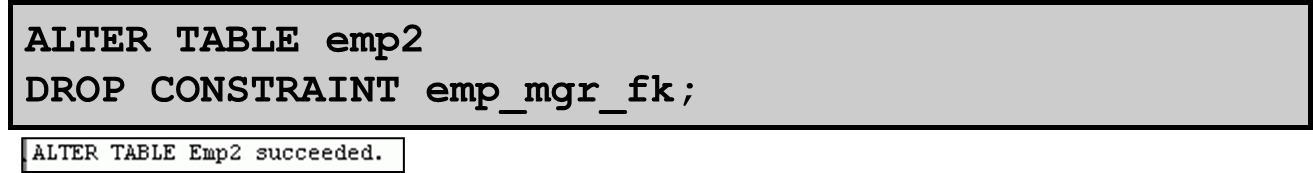 ALTER TABLE emp2
DROP CONSTRAINT emp_mgr_fk;
ALTER TABLE Emp2 succeeded.